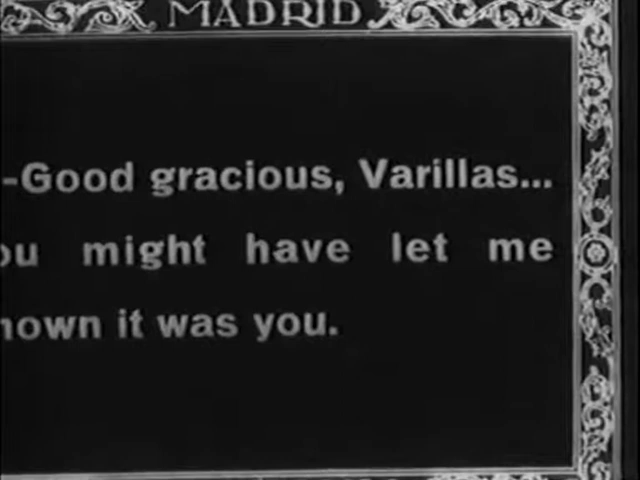 MADRID
-Good gracious, Varillas...
ou might have let me
nown it was you.